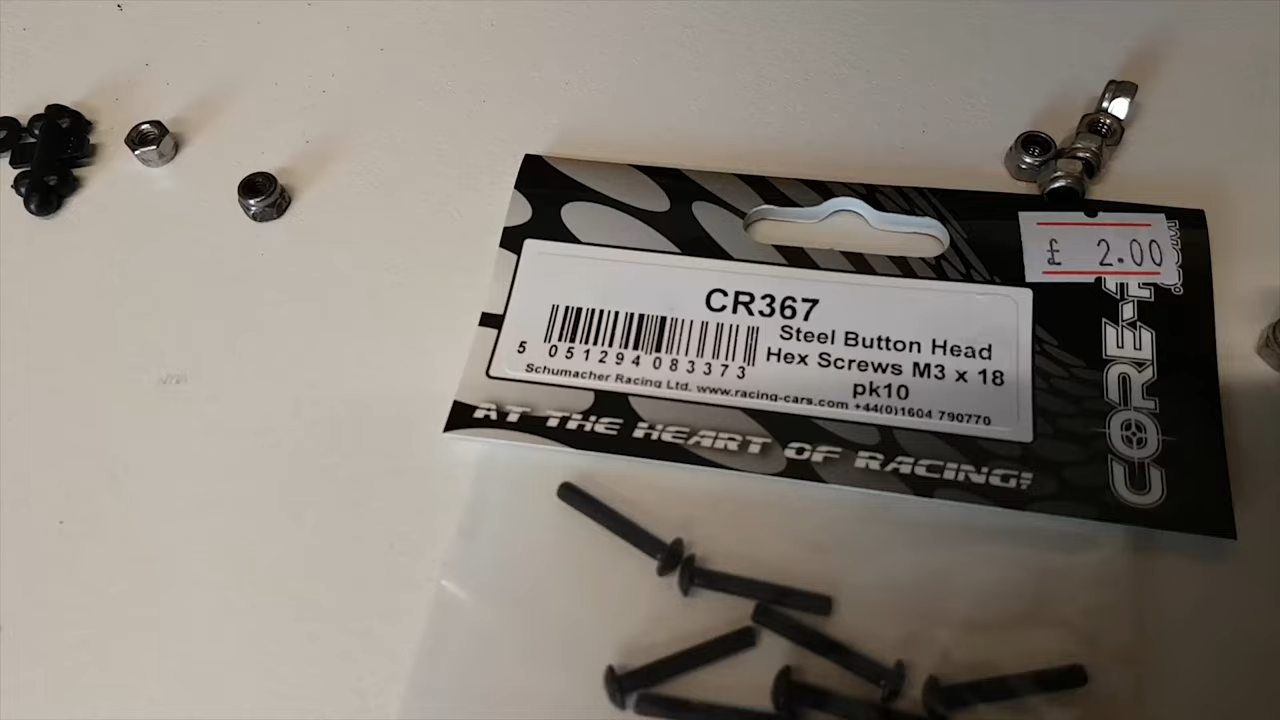 £ 2.00
CR367
Steel Button Head
Hex Screws M3 x 18
pk10
5 051294 083373
Schumacher Racing Ltd. www.racing-cars.com +44(0)1604 790770
AT THE HEART OF RACING!
.COM